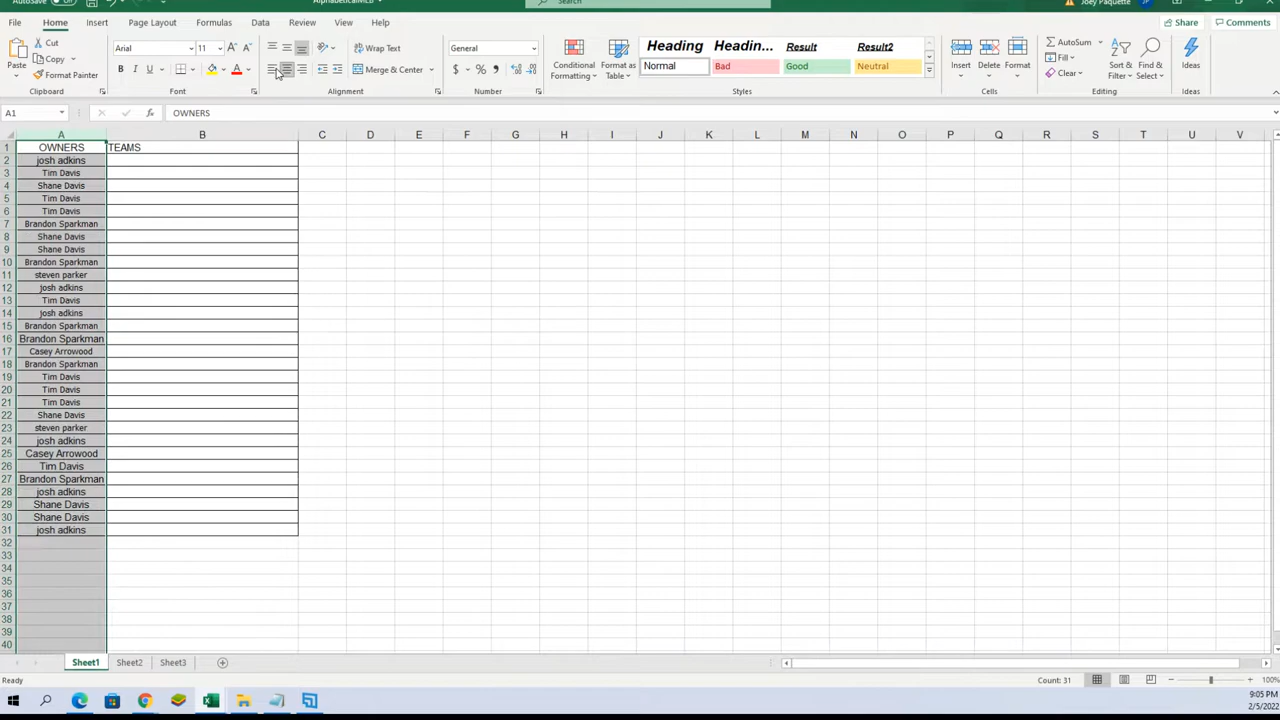 AutoSave Off AlphabeticalMLB Search Joey Paquette JP
File Home Insert Page Layout Formulas Data Review View Help Share Comments
Paste Cut Copy Format Painter Clipboard
Arial 11 A A B I U A Font
Wrap Text Merge & Center Alignment
General $ % Number
Conditional Formatting Format as Table
Heading Headin... Result Result2
Normal Bad Good Neutral
Styles
Insert Delete Format Cells
AutoSum Fill Clear Sort & Filter Find & Select Editing
Ideas Ideas
A1 fx OWNERS
A B C D E F G H I J K L M N O P Q R S T U V
1 OWNERS TEAMS
2 josh adkins
3 Tim Davis
4 Shane Davis
5 Tim Davis
6 Tim Davis
7 Brandon Sparkman
8 Shane Davis
9 Shane Davis
10 Brandon Sparkman
11 steven parker
12 josh adkins
13 Tim Davis
14 josh adkins
15 Brandon Sparkman
16 Brandon Sparkman
17 Casey Arrowood
18 Brandon Sparkman
19 Tim Davis
20 Tim Davis
21 Tim Davis
22 Shane Davis
23 steven parker
24 josh adkins
25 Casey Arrowood
26 Tim Davis
27 Brandon Sparkman
28 josh adkins
29 Shane Davis
30 Shane Davis
31 josh adkins
32
33
34
35
36
37
38
39
40
Sheet1 Sheet2 Sheet3
Ready Count: 31 100%
9:05 PM
2/5/2022